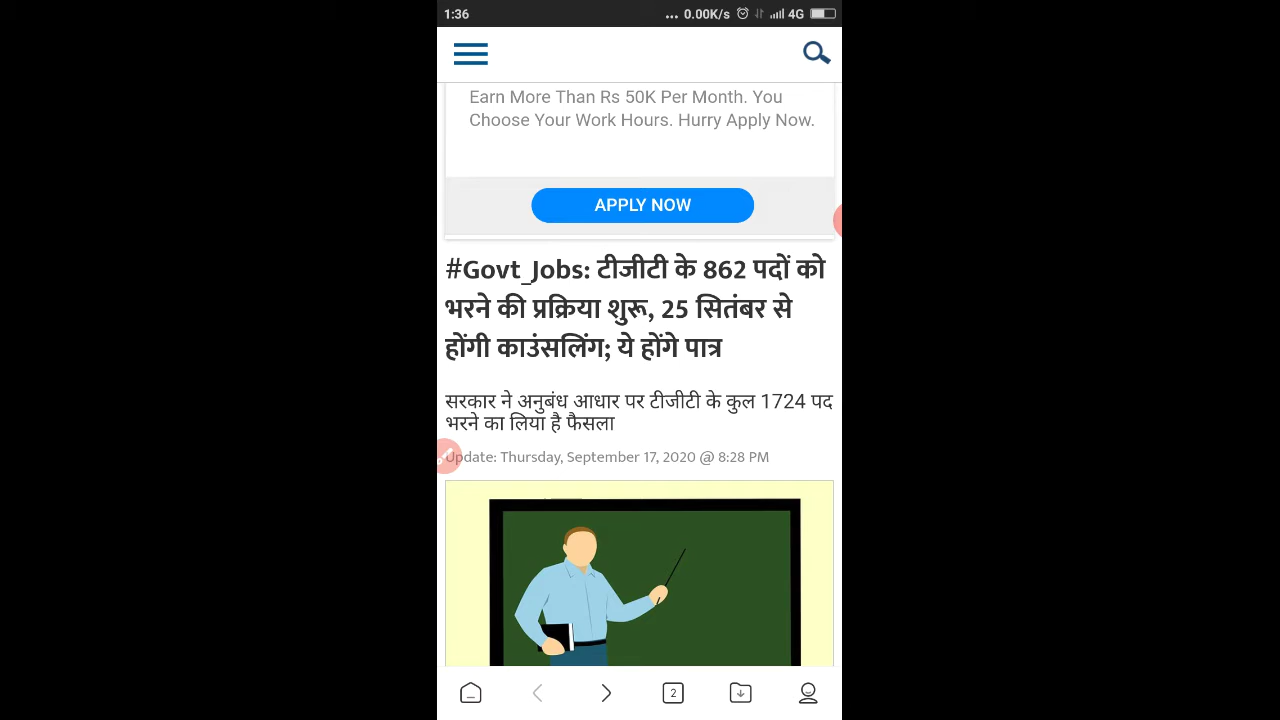 1:36
... 0.00K/s 4G
Earn More Than Rs 50K Per Month. You
Choose Your Work Hours. Hurry Apply Now.
APPLY NOW
#Govt_Jobs: टीजीटी के 862 पदों को
भरने की प्रक्रिया शुरू, 25 सितंबर से
होंगी काउंसलिंग; ये होंगे पात्र
सरकार ने अनुबंध आधार पर टीजीटी के कुल 1724 पद
भरने का लिया है फैसला
Update: Thursday, September 17, 2020 @ 8:28 PM
2